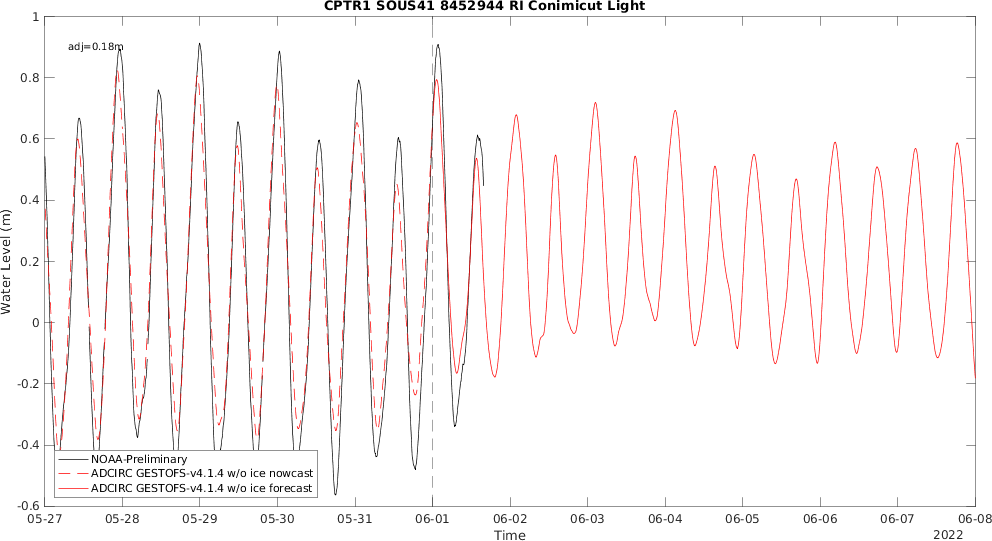 CPTR1 SOUS41 8452944 RI Conimicut Light
adj=0.18m
1
0.8
0.6
0.4
0.2
0
-0.2
-0.4
-0.6
Water Level (m)
NOAA-Preliminary
ADCIRC GESTOFS-v4.1.4 w/o ice nowcast
ADCIRC GESTOFS-v4.1.4 w/o ice forecast
05-27 05-28 05-29 05-30 05-31 06-01 06-02 06-03 06-04 06-05 06-06 06-07 06-08
Time
2022